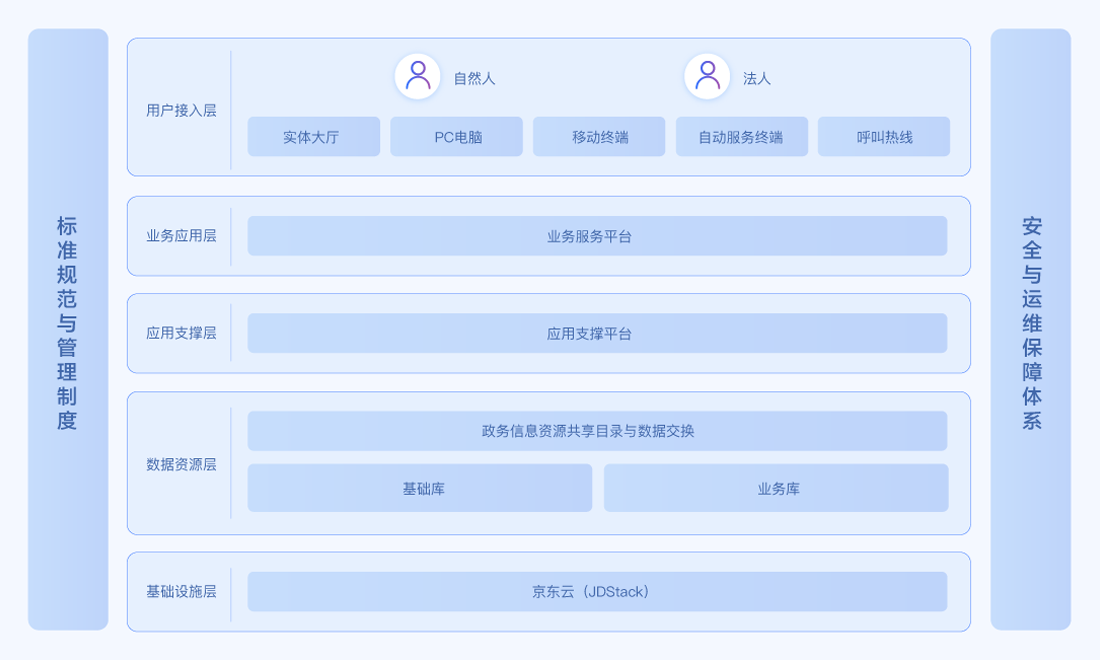 标准规范与管理制度
用户接入层
自然人
法人
实体大厅
PC电脑
移动终端
自动服务终端
呼叫热线
业务应用层
业务服务平台
应用支撑层
应用支撑平台
数据资源层
政务信息资源共享目录与数据交换
基础库
业务库
基础设施层
京东云（JDStack）
安全与运维保障体系